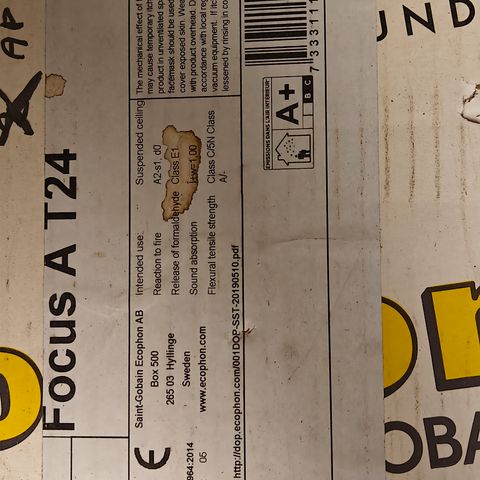 AP
Focus A T24
Saint-Gobain Ecophon AB
Box 500
265 03 Hyllinge
Sweden
www.ecophon.com
964:2014
05
http://dop.ecophon.com/001DOP-SST-20190510.pdf
Intended use: Suspended ceiling
Reaction to fire A2-s1, d0
Release of formaldehyde Class E1
Sound absorption αw=1,00
Flexural tensile strength Class C/5N Class
A/-
The mechanical effect of f
may cause temporary itch
product in unventilated sp
facemask should be used
cover exposed skin. Wea
with product overhead. D
accordance with local reg
vacuum equipment. If itc
lessened by rinsing in co
7 333111
ÉMISSIONS DANS L'AIR INTÉRIEUR
A+
B C
UND
on
OBA